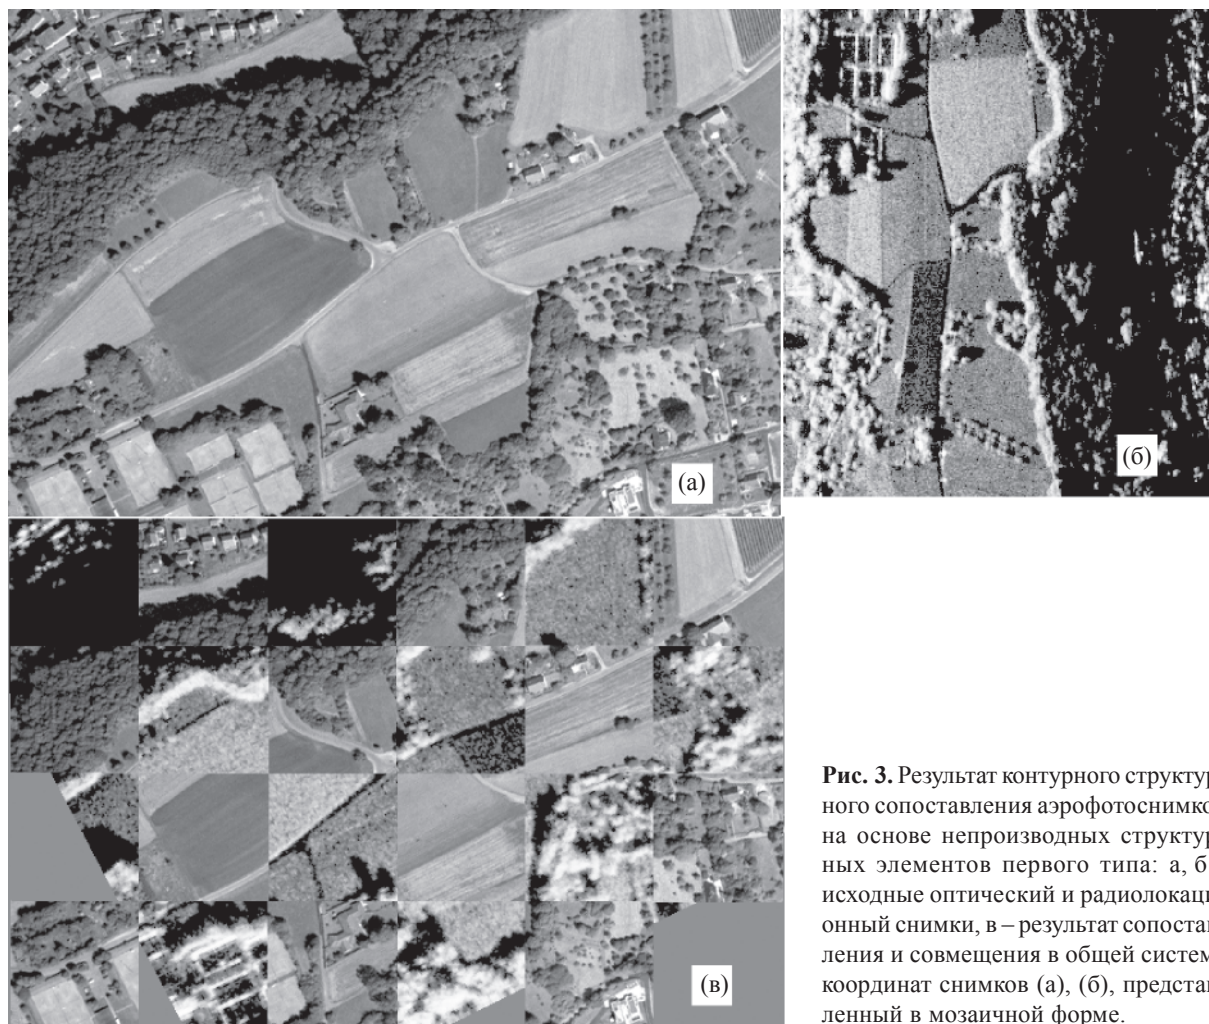 (а)
(б)
(в)
Рис. 3. Результат контурного структур
ного сопоставления аэрофотоснимко
на основе непроизводных структур
ных элементов первого типа: а, б
исходные оптический и радиолокаци
онный снимки, в – результат сопостав
ления и совмещения в общей систем
координат снимков (а), (б), представ
ленный в мозаичной форме.